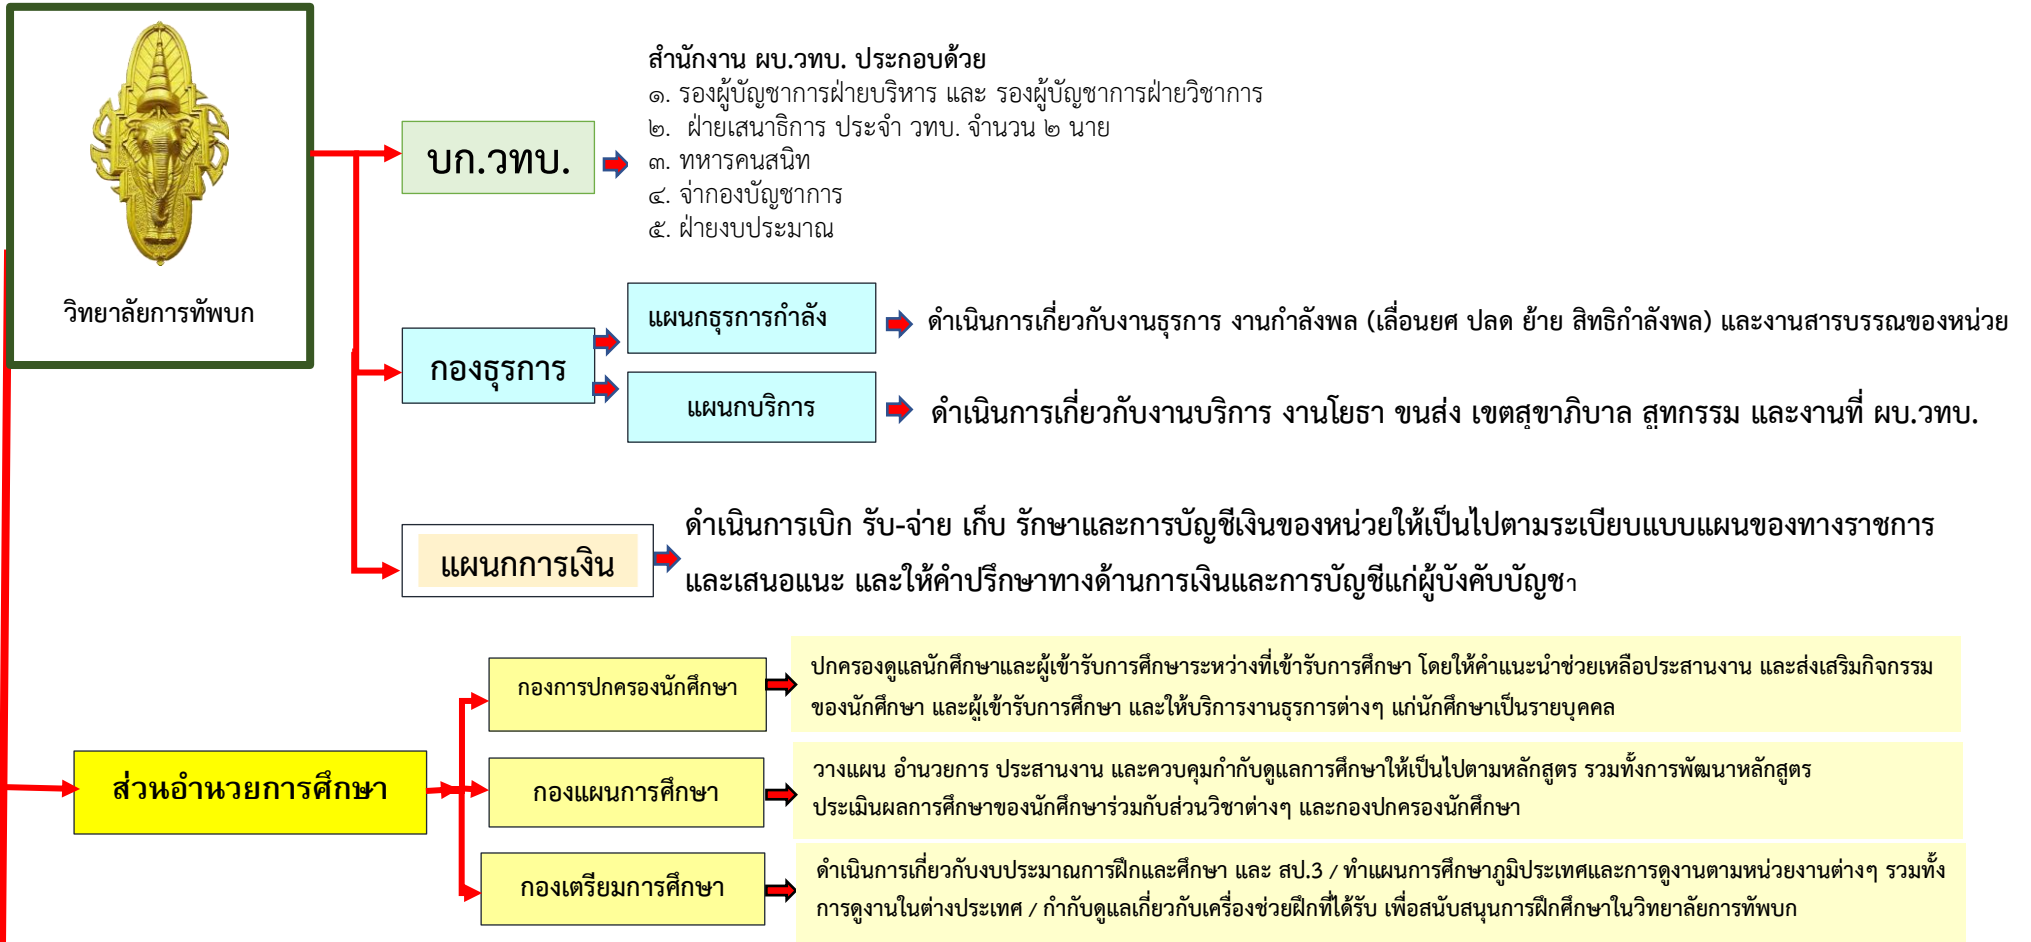 วิทยาลัยการทัพบก
บก.วทบ.
สำนักงาน ผบ.วทบ. ประกอบด้วย
๑. รองผู้บัญชาการฝ่ายบริหาร และ รองผู้บัญชาการฝ่ายวิชาการ
๒. ฝ่ายเสนาธิการ ประจำ วทบ. จำนวน ๒ นาย
๓. ทหารคนสนิท
๔. จ่ากองบัญชาการ
๕. ฝ่ายงบประมาณ
กองธุรการ
แผนกธุรการกำลัง
ดำเนินการเกี่ยวกับงานธุรการ งานกำลังพล (เลื่อนยศ ปลด ย้าย สิทธิกำลังพล) และงานสารบรรณของหน่วย
แผนกบริการ
ดำเนินการเกี่ยวกับงานบริการ งานโยธา ขนส่ง เขตสุขาภิบาล สูทกรรม และงานที่ ผบ.วทบ.
แผนกการเงิน
ดำเนินการเบิก รับ-จ่าย เก็บ รักษาและการบัญชีเงินของหน่วยให้เป็นไปตามระเบียบแบบแผนของทางราชการ
และเสนอแนะ และให้คำปรึกษาทางด้านการเงินและการบัญชีแก่ผู้บังคับบัญชา
ส่วนอำนวยการศึกษา
กองการปกครองนักศึกษา
ปกครองดูแลนักศึกษาและผู้เข้ารับการศึกษาระหว่างที่เข้ารับการศึกษา โดยให้คำแนะนำช่วยเหลือประสานงาน และส่งเสริมกิจกรรม
ของนักศึกษา และผู้เข้ารับการศึกษา และให้บริการงานธุรการต่างๆ แก่นักศึกษาเป็นรายบุคคล
กองแผนการศึกษา
วางแผน อำนวยการ ประสานงาน และควบคุมกำกับดูแลการศึกษาให้เป็นไปตามหลักสูตร รวมทั้งการพัฒนาหลักสูตร
ประเมินผลการศึกษาของนักศึกษาร่วมกับส่วนวิชาต่างๆ และกองปกครองนักศึกษา
กองเตรียมการศึกษา
ดำเนินการเกี่ยวกับงบประมาณการฝึกและศึกษา และ สป.3 / ทำแผนการศึกษาภูมิประเทศและการดูงานตามหน่วยงานต่างๆ รวมทั้ง
การดูงานในต่างประเทศ / กำกับดูแลเกี่ยวกับเครื่องช่วยฝึกที่ได้รับ เพื่อสนับสนุนการฝึกศึกษาในวิทยาลัยการทัพบก